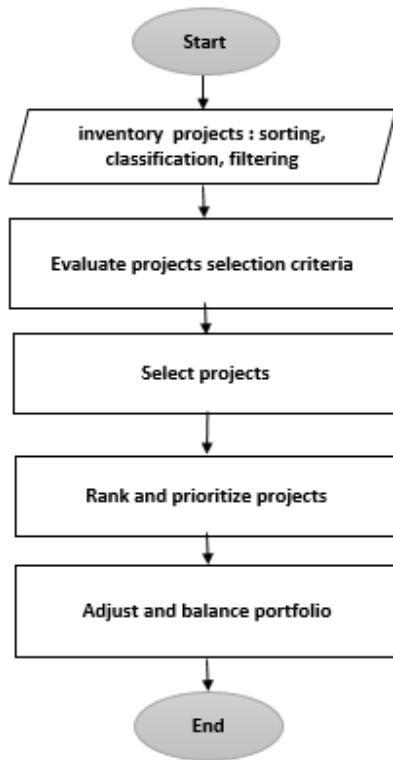 Start
inventory projects : sorting,
classification, filtering
Evaluate projects selection criteria
Select projects
Rank and prioritize projects
Adjust and balance portfolio
End